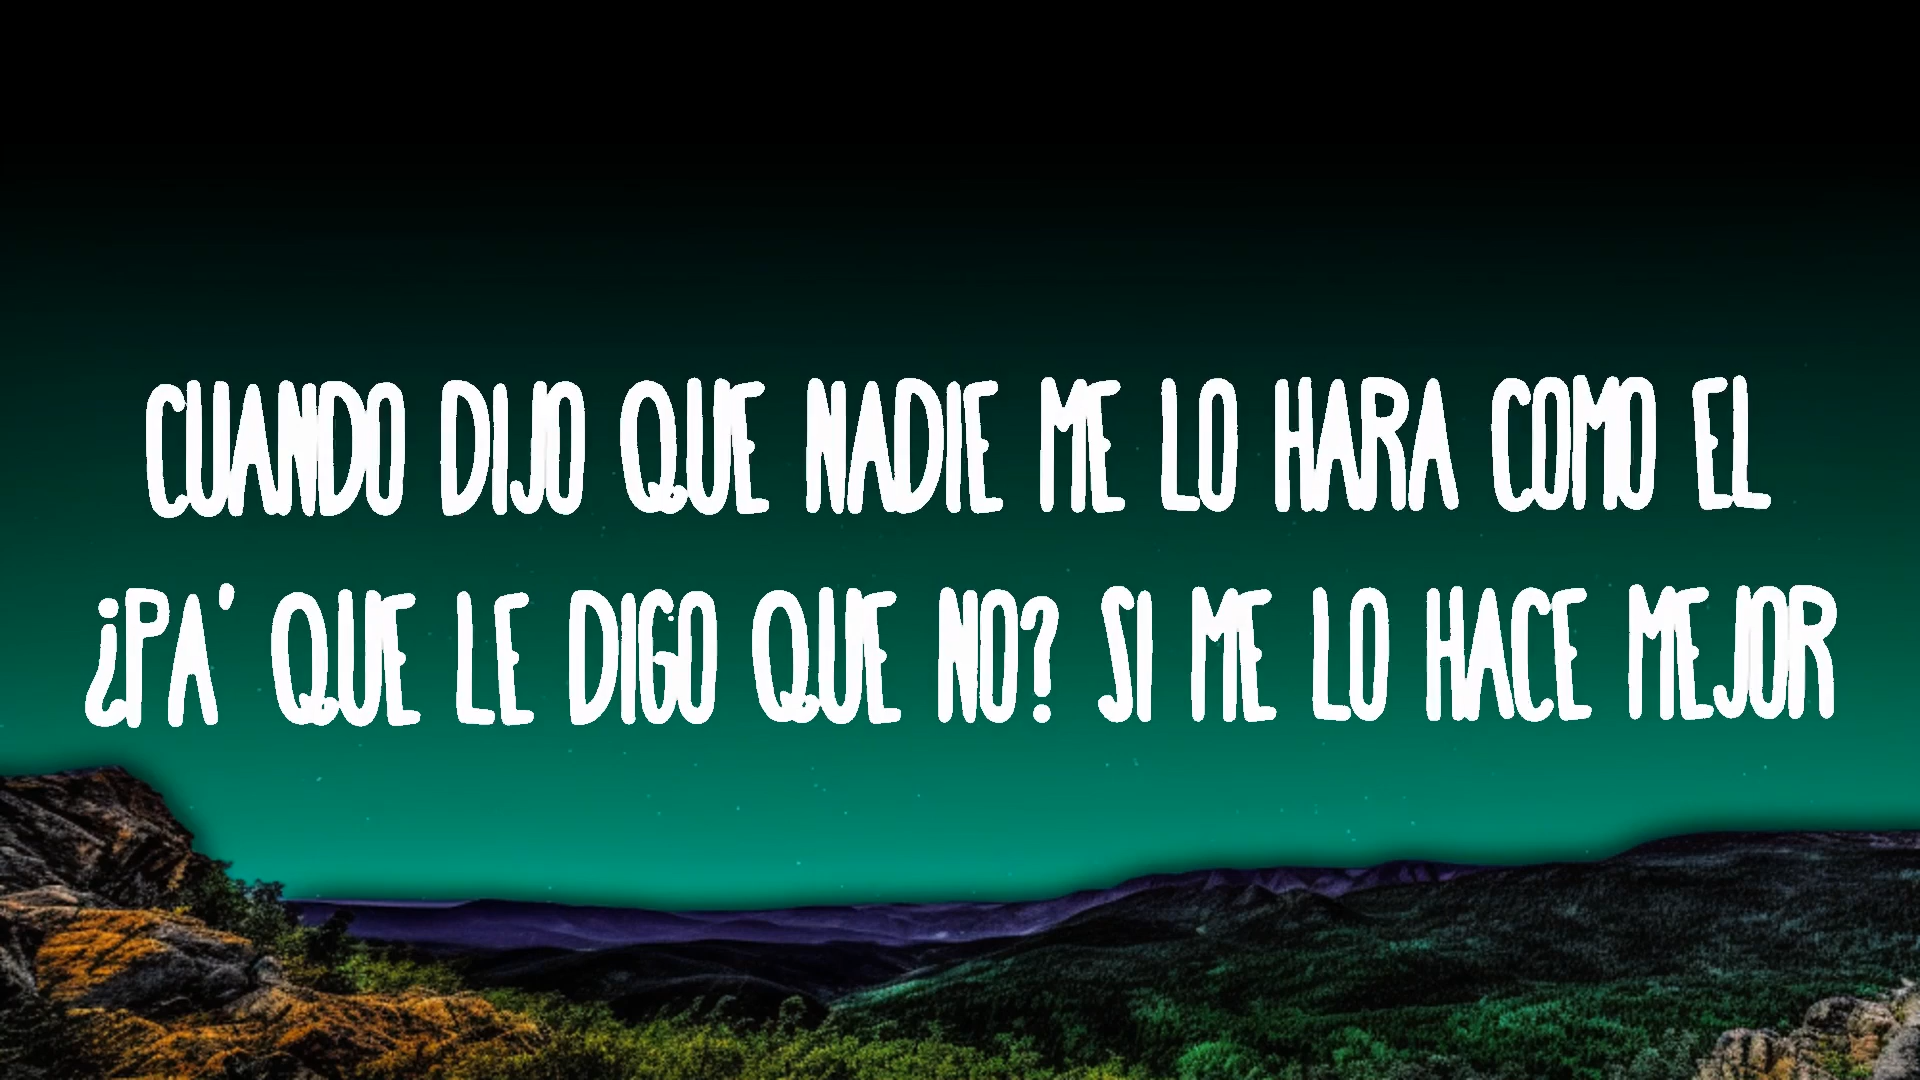 CUANDO DIJO QUE NADIE ME LO HARA COMO EL
¿PA' QUE LE DIGO QUE NO? SI ME LO HACE MEJOR